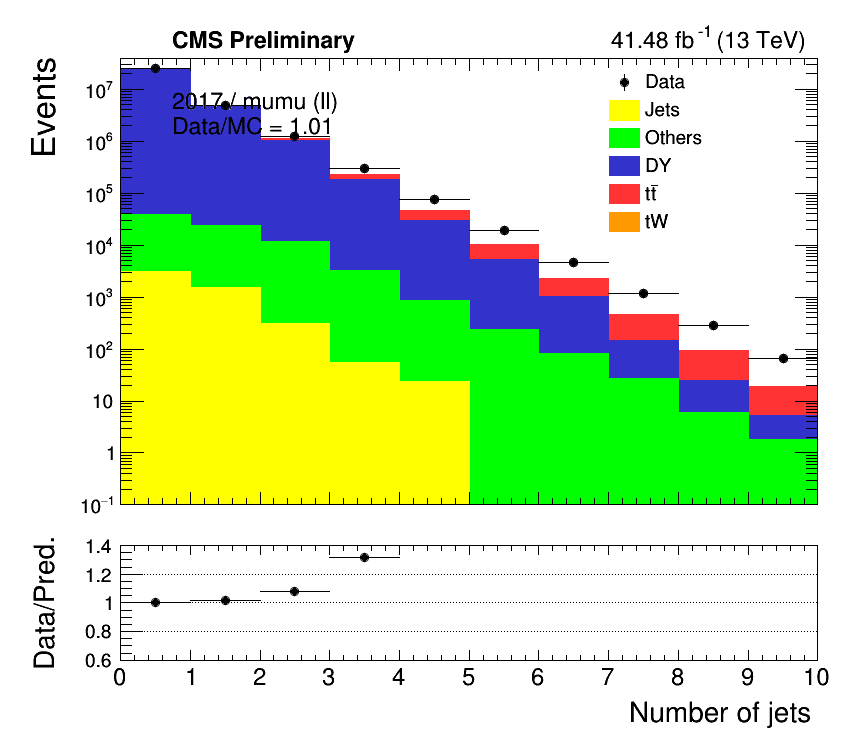 CMS Preliminary
41.48 fb⁻¹ (13 TeV)
Events
10⁷
10⁶
10⁵
10⁴
10³
10²
10
1
10⁻¹
2017 / mumu (ll)
Data/MC = 1.01
Data
Jets
Others
DY
tt̄
tW
Data/Pred.
1.4
1.2
1
0.8
0.6
0 1 2 3 4 5 6 7 8 9 10
Number of jets